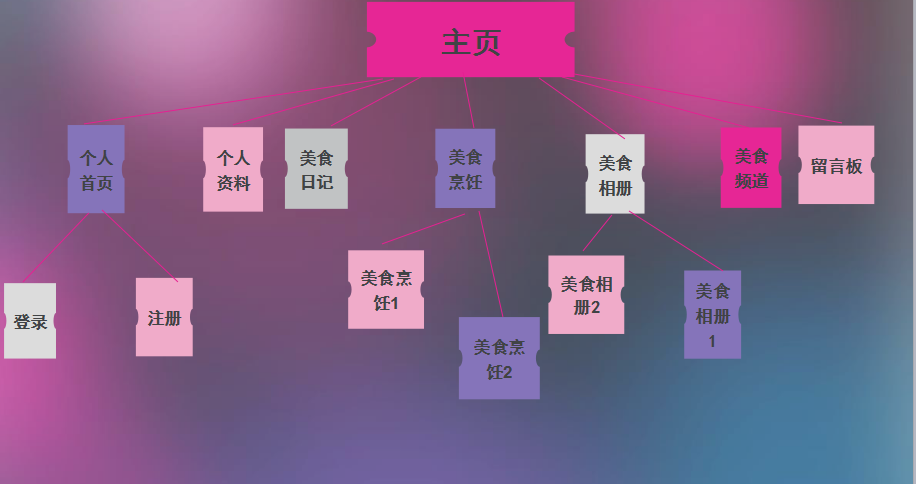 主页
个人
首页
个人
资料
美食
日记
美食
烹饪
美食
相册
美食
频道
留言板
登录
注册
美食烹
饪1
美食烹
饪2
美食相
册2
美食
相册
1